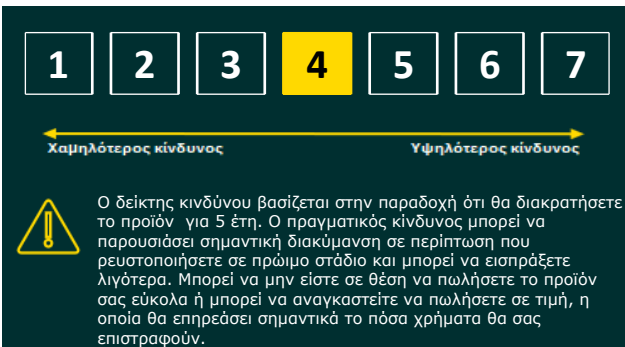 1 2 3 4 5 6 7
Χαμηλότερος κίνδυνος Υψηλότερος κίνδυνος
Ο δείκτης κινδύνου βασίζεται στην παραδοχή ότι θα διακρατήσετε
το προϊόν για 5 έτη. Ο πραγματικός κίνδυνος μπορεί να
παρουσιάσει σημαντική διακύμανση σε περίπτωση που
ρευστοποιήσετε σε πρώιμο στάδιο και μπορεί να εισπράξετε
λιγότερα. Μπορεί να μην είστε σε θέση να πωλήσετε το προϊόν
σας εύκολα ή μπορεί να αναγκαστείτε να πωλήσετε σε τιμή, η
οποία θα επηρεάσει σημαντικά το πόσα χρήματα θα σας
επιστραφούν.